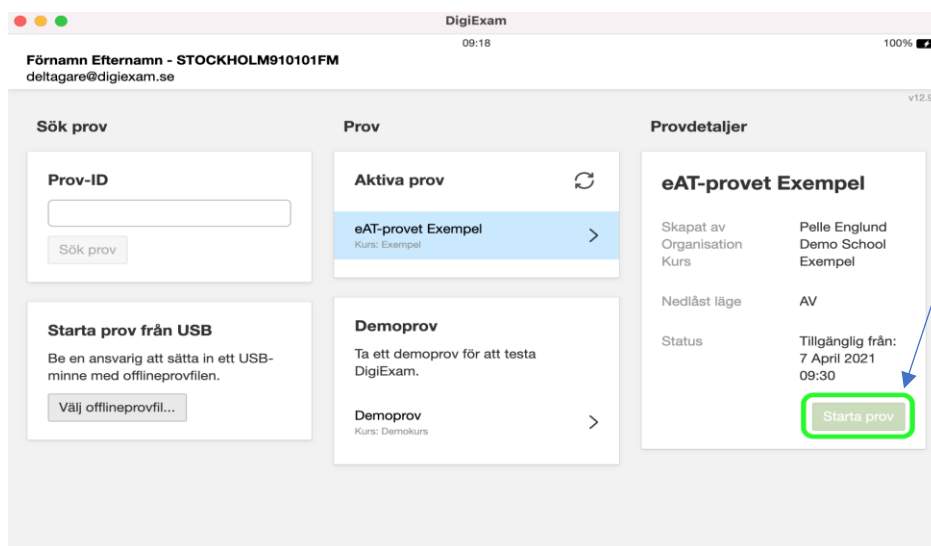 DigiExam
09:18
100%
Förnamn Efternamn - STOCKHOLM910101FM
deltagare@digiexam.se
v12.9
Sök prov
Prov-ID
Sök prov
Starta prov från USB
Be en ansvarig att sätta in ett USB-
minne med offlineprovfilen.
Välj offlineprovfil...
Prov
Aktiva prov
eAT-provet Exempel
Kurs: Exempel
Demoprov
Ta ett demoprov för att testa
DigiExam.
Demoprov
Kurs: Demokurs
Provdetaljer
eAT-provet Exempel
Skapat av Pelle Englund
Organisation Demo School
Kurs Exempel
Nedlåst läge AV
Status Tillgänglig från:
7 April 2021
09:30
Starta prov